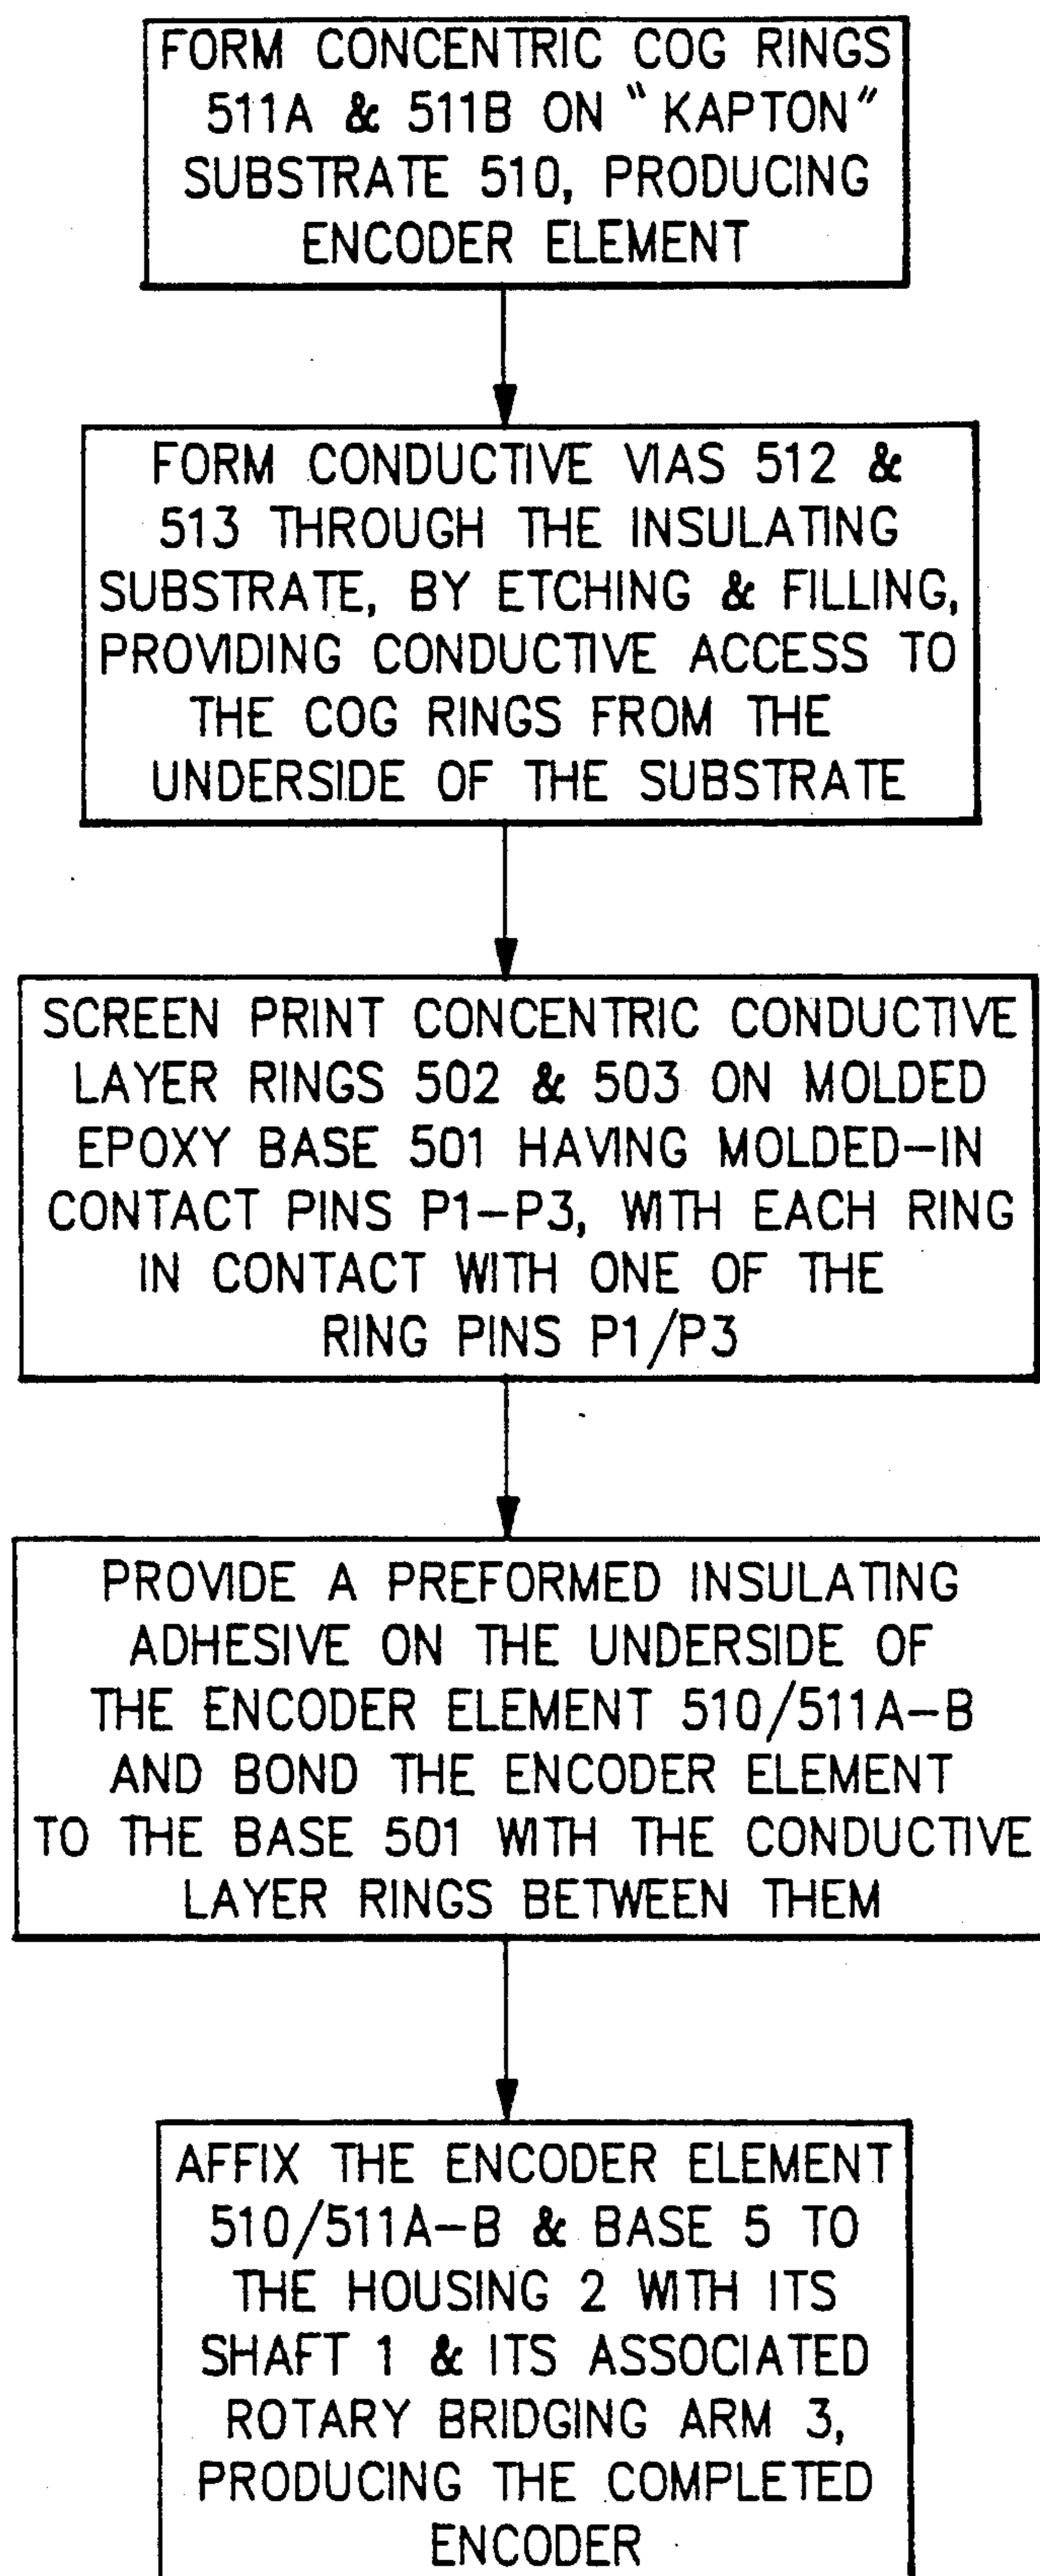 FORM CONCENTRIC COG RINGS
511A & 511B ON "KAPTON"
SUBSTRATE 510, PRODUCING
ENCODER ELEMENT
FORM CONDUCTIVE VIAS 512 &
513 THROUGH THE INSULATING
SUBSTRATE, BY ETCHING & FILLING,
PROVIDING CONDUCTIVE ACCESS TO
THE COG RINGS FROM THE
UNDERSIDE OF THE SUBSTRATE
SCREEN PRINT CONCENTRIC CONDUCTIVE
LAYER RINGS 502 & 503 ON MOLDED
EPOXY BASE 501 HAVING MOLDED-IN
CONTACT PINS P1-P3, WITH EACH RING
IN CONTACT WITH ONE OF THE
RING PINS P1/P3
PROVIDE A PREFORMED INSULATING
ADHESIVE ON THE UNDERSIDE OF
THE ENCODER ELEMENT 510/511A-B
AND BOND THE ENCODER ELEMENT
TO THE BASE 501 WITH THE CONDUCTIVE
LAYER RINGS BETWEEN THEM
AFFIX THE ENCODER ELEMENT
510/511A-B & BASE 5 TO
THE HOUSING 2 WITH ITS
SHAFT 1 & ITS ASSOCIATED
ROTARY BRIDGING ARM 3,
PRODUCING THE COMPLETED
ENCODER